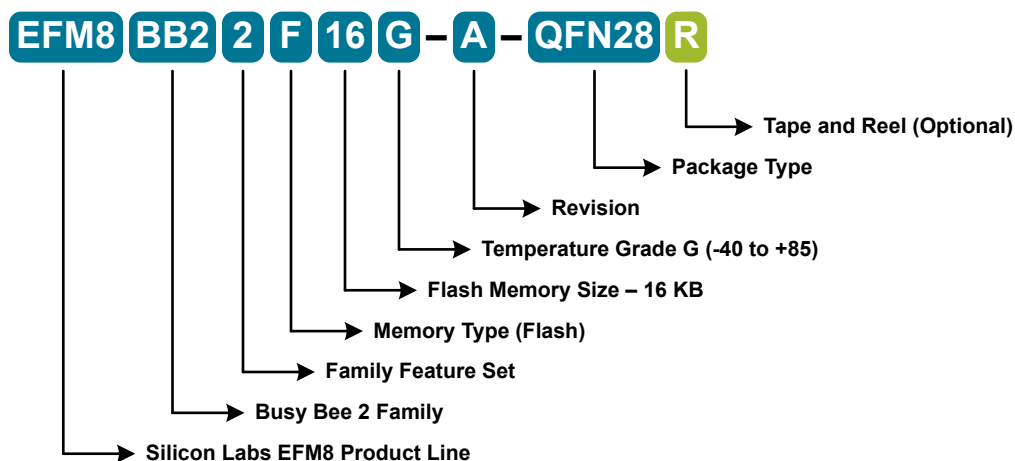 EFM8 BB2 2 F 16 G – A – QFN28 R
Tape and Reel (Optional)
Package Type
Revision
Temperature Grade G (-40 to +85)
Flash Memory Size – 16 KB
Memory Type (Flash)
Family Feature Set
Busy Bee 2 Family
Silicon Labs EFM8 Product Line